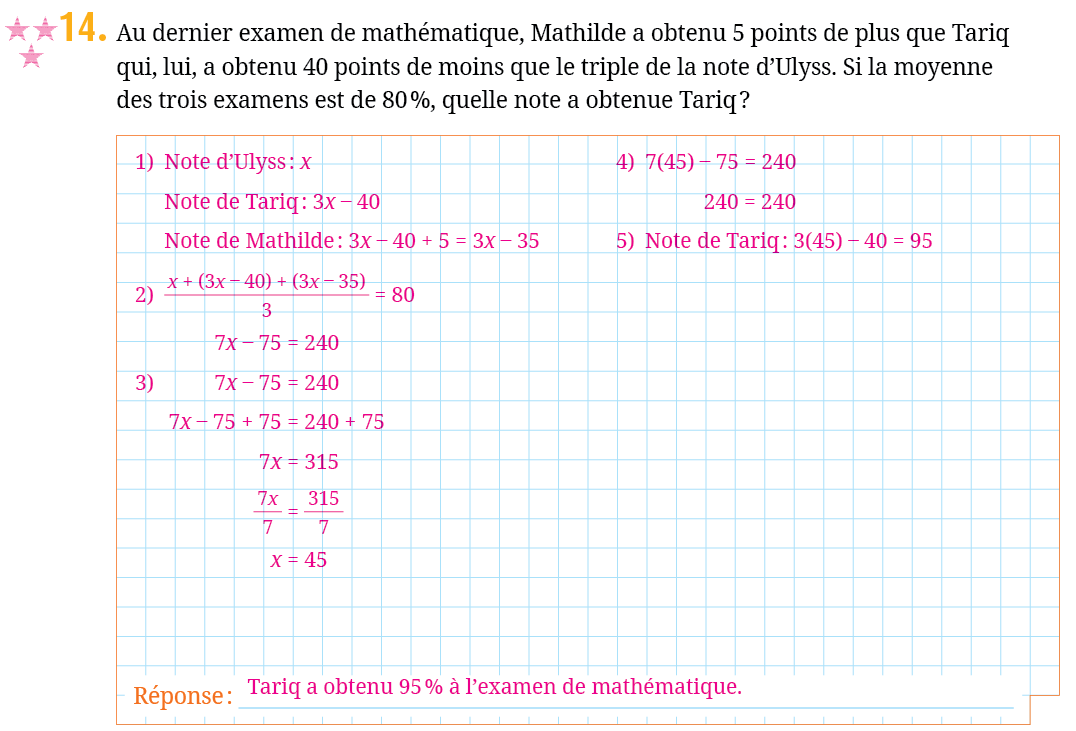 14. Au dernier examen de mathématique, Mathilde a obtenu 5 points de plus que Tariq
qui, lui, a obtenu 40 points de moins que le triple de la note d’Ulyss. Si la moyenne
des trois examens est de 80 %, quelle note a obtenue Tariq ?
1) Note d’Ulyss : x
Note de Tariq : 3x – 40
Note de Mathilde : 3x – 40 + 5 = 3x – 35
2) (x + (3x – 40) + (3x – 35))/3 = 80
7x – 75 = 240
3) 7x – 75 = 240
7x – 75 + 75 = 240 + 75
7x = 315
7x/7 = 315/7
x = 45
4) 7(45) – 75 = 240
240 = 240
5) Note de Tariq : 3(45) – 40 = 95
Réponse : Tariq a obtenu 95 % à l’examen de mathématique.